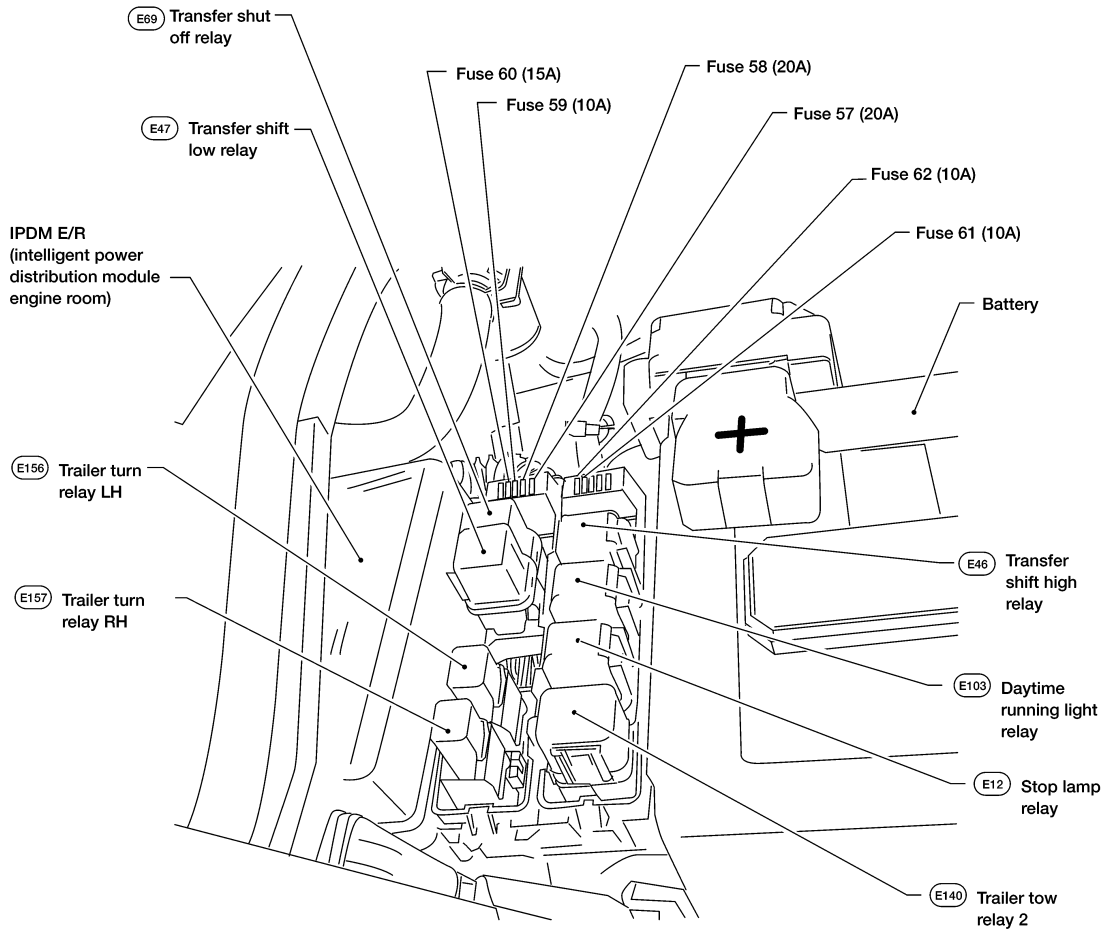 E69 Transfer shut
off relay
Fuse 60 (15A)
Fuse 59 (10A)
Fuse 58 (20A)
Fuse 57 (20A)
E47 Transfer shift
low relay
Fuse 62 (10A)
Fuse 61 (10A)
IPDM E/R
(intelligent power
distribution module
engine room)
Battery
E156 Trailer turn
relay LH
E157 Trailer turn
relay RH
E46 Transfer
shift high
relay
E103 Daytime
running light
relay
E12 Stop lamp
relay
E140 Trailer tow
relay 2